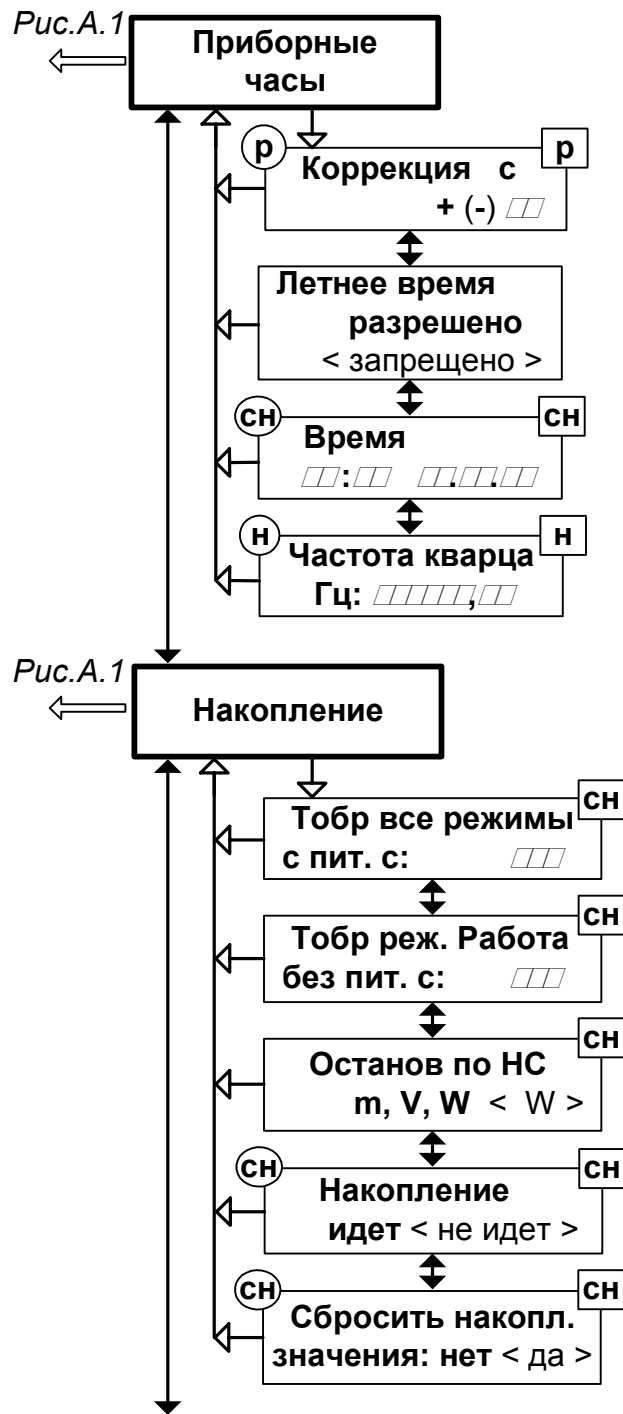 Рис.А.1
Приборные
часы
р
р
Коррекция с
+ (-)
Летнее время
разрешено
< запрещено >
сн
сн
Время
: . .
н
н
Частота кварца
Гц: ,
Рис.А.1
Накопление
сн
Тобр все режимы
с пит. с:
сн
Тобр реж. Работа
без пит. с:
сн
Останов по НС
m, V, W < W >
сн
сн
Накопление
идет < не идет >
сн
сн
Сбросить накопл.
значения: нет < да >